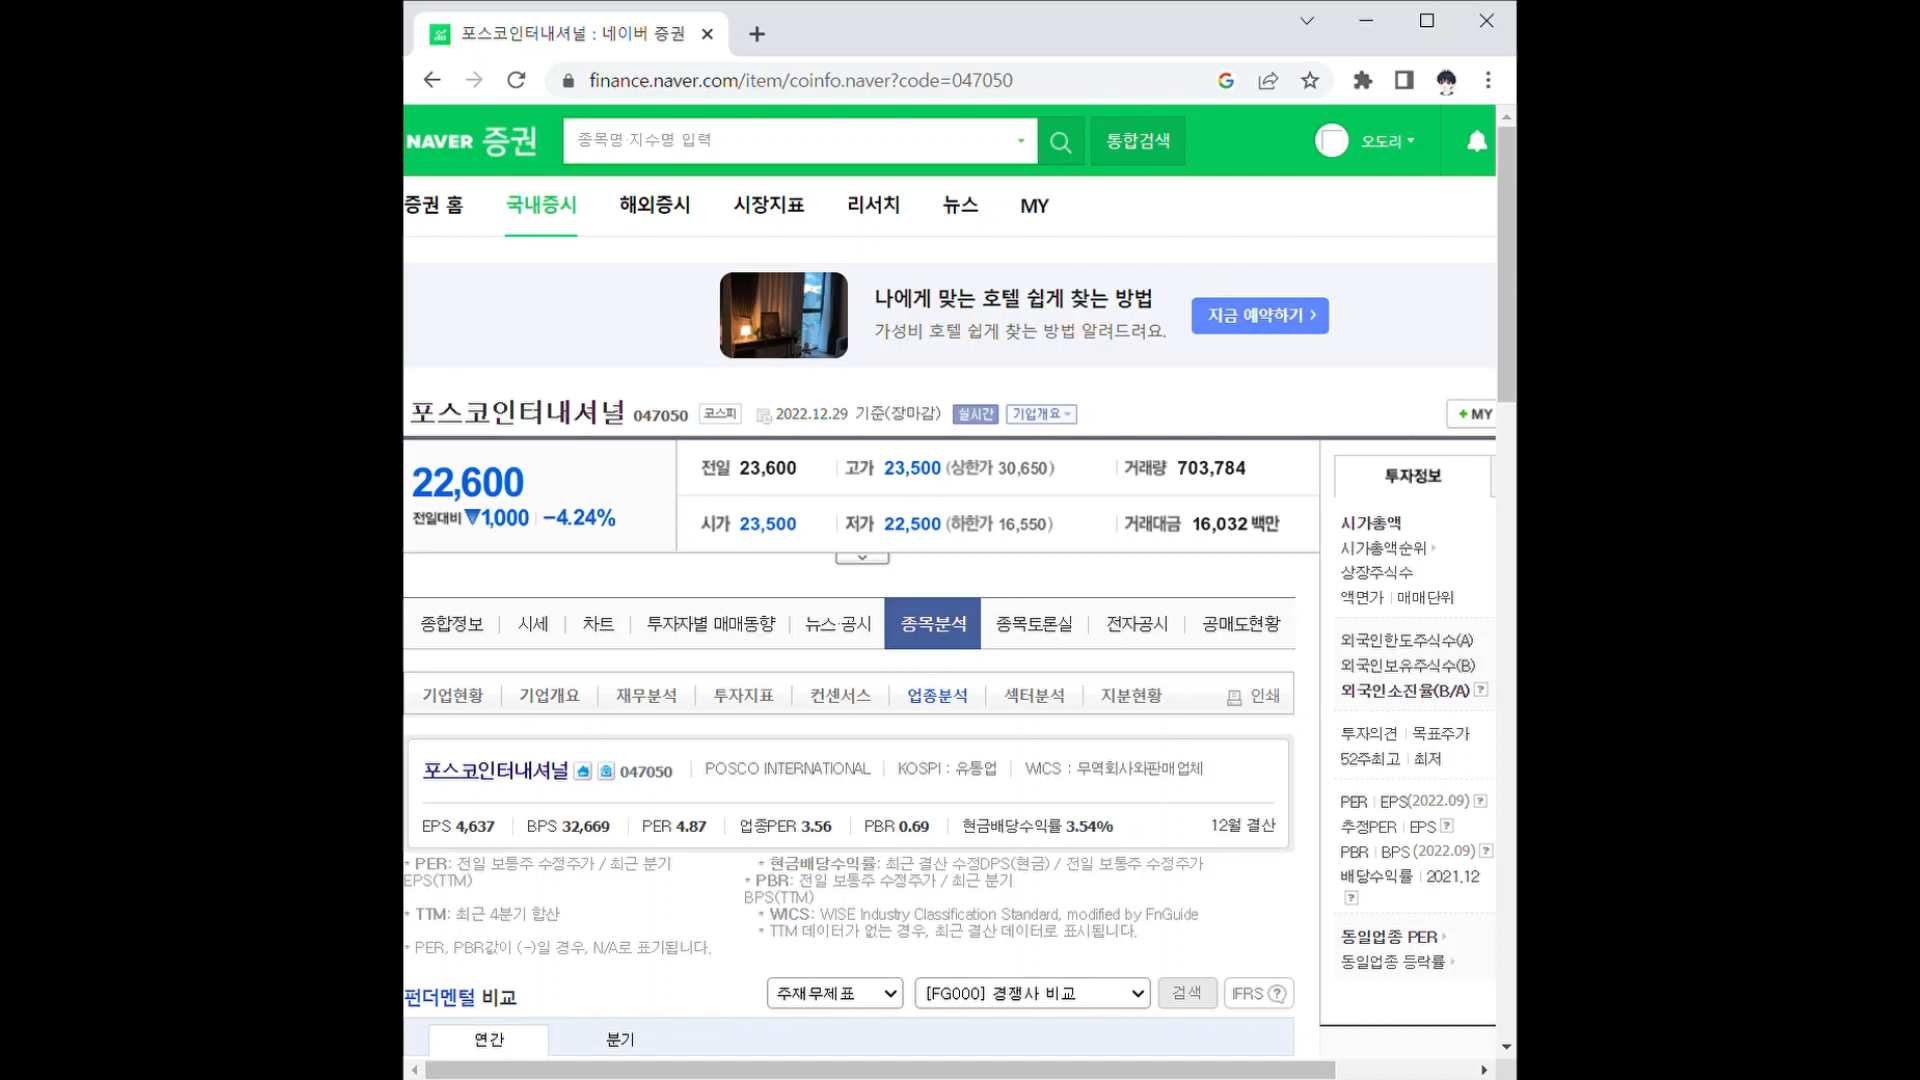 포스코인터내셔널 : 네이버 증권
finance.naver.com/item/coinfo.naver?code=047050
NAVER 증권
종목명·지수명 입력
통합검색
오도리
증권 홈
국내증시
해외증시
시장지표
리서치
뉴스
MY
나에게 맞는 호텔 쉽게 찾는 방법
가성비 호텔 쉽게 찾는 방법 알려드려요.
지금 예약하기 ›
포스코인터내셔널 047050 코스피 2022.12.29 기준(장마감) 실시간 기업개요
+ MY
22,600
전일대비 ▼1,000 -4.24%
전일 23,600 고가 23,500 (상한가 30,650) 거래량 703,784
시가 23,500 저가 22,500 (하한가 16,550) 거래대금 16,032 백만
종합정보 시세 차트 투자자별 매매동향 뉴스·공시 종목분석 종목토론실 전자공시 공매도현황
기업현황 기업개요 재무분석 투자지표 컨센서스 업종분석 섹터분석 지분현황 인쇄
포스코인터내셔널 047050 POSCO INTERNATIONAL KOSPI : 유통업 WICS : 무역회사와판매업체
EPS 4,637 BPS 32,669 PER 4.87 업종PER 3.56 PBR 0.69 현금배당수익률 3.54% 12월 결산
* PER: 전일 보통주 수정주가 / 최근 분기
EPS(TTM)
* TTM: 최근 4분기 합산
* PER, PBR값이 (-)일 경우, N/A로 표기됩니다.
* 현금배당수익률: 최근 결산 수정DPS(현금) / 전일 보통주 수정주가
* PBR: 전일 보통주 수정주가 / 최근 분기
BPS(TTM)
* WICS: WISE Industry Classification Standard, modified by FnGuide
* TTM 데이터가 없는 경우, 최근 결산 데이터로 표시됩니다.
펀더멘털 비교
주재무제표
[FG000] 경쟁사 비교
검색
IFRS ?
연간
분기
투자정보
시가총액
시가총액순위
상장주식수
액면가 | 매매단위
외국인한도주식수(A)
외국인보유주식수(B)
외국인소진율(B/A) ?
투자의견 | 목표주가
52주최고 | 최저
PER | EPS(2022.09) ?
추정PER | EPS ?
PBR | BPS (2022.09) ?
배당수익률 | 2021.12
?
동일업종 PER
동일업종 등락률